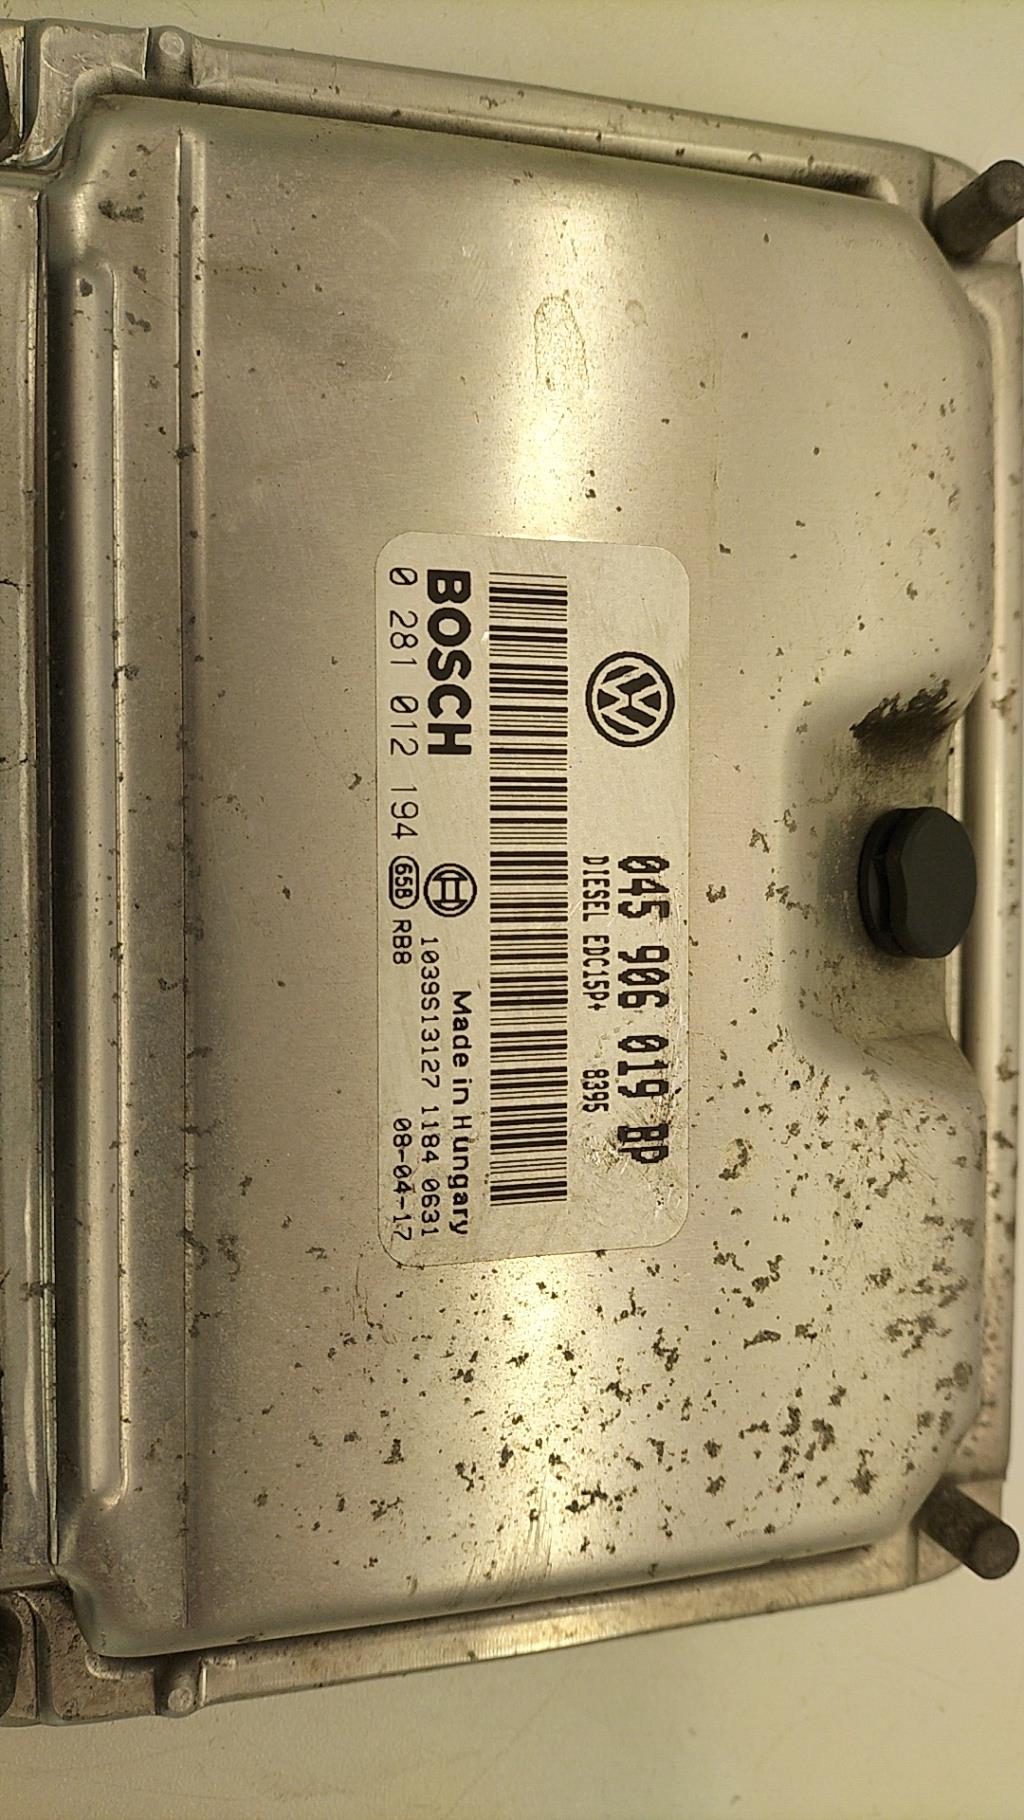 045 906 019 BP
DIESEL EDC15P+ 8395
BOSCH Made in Hungary
1039S13127 1184 0631
0 281 012 194 65B RB8 08-04-17